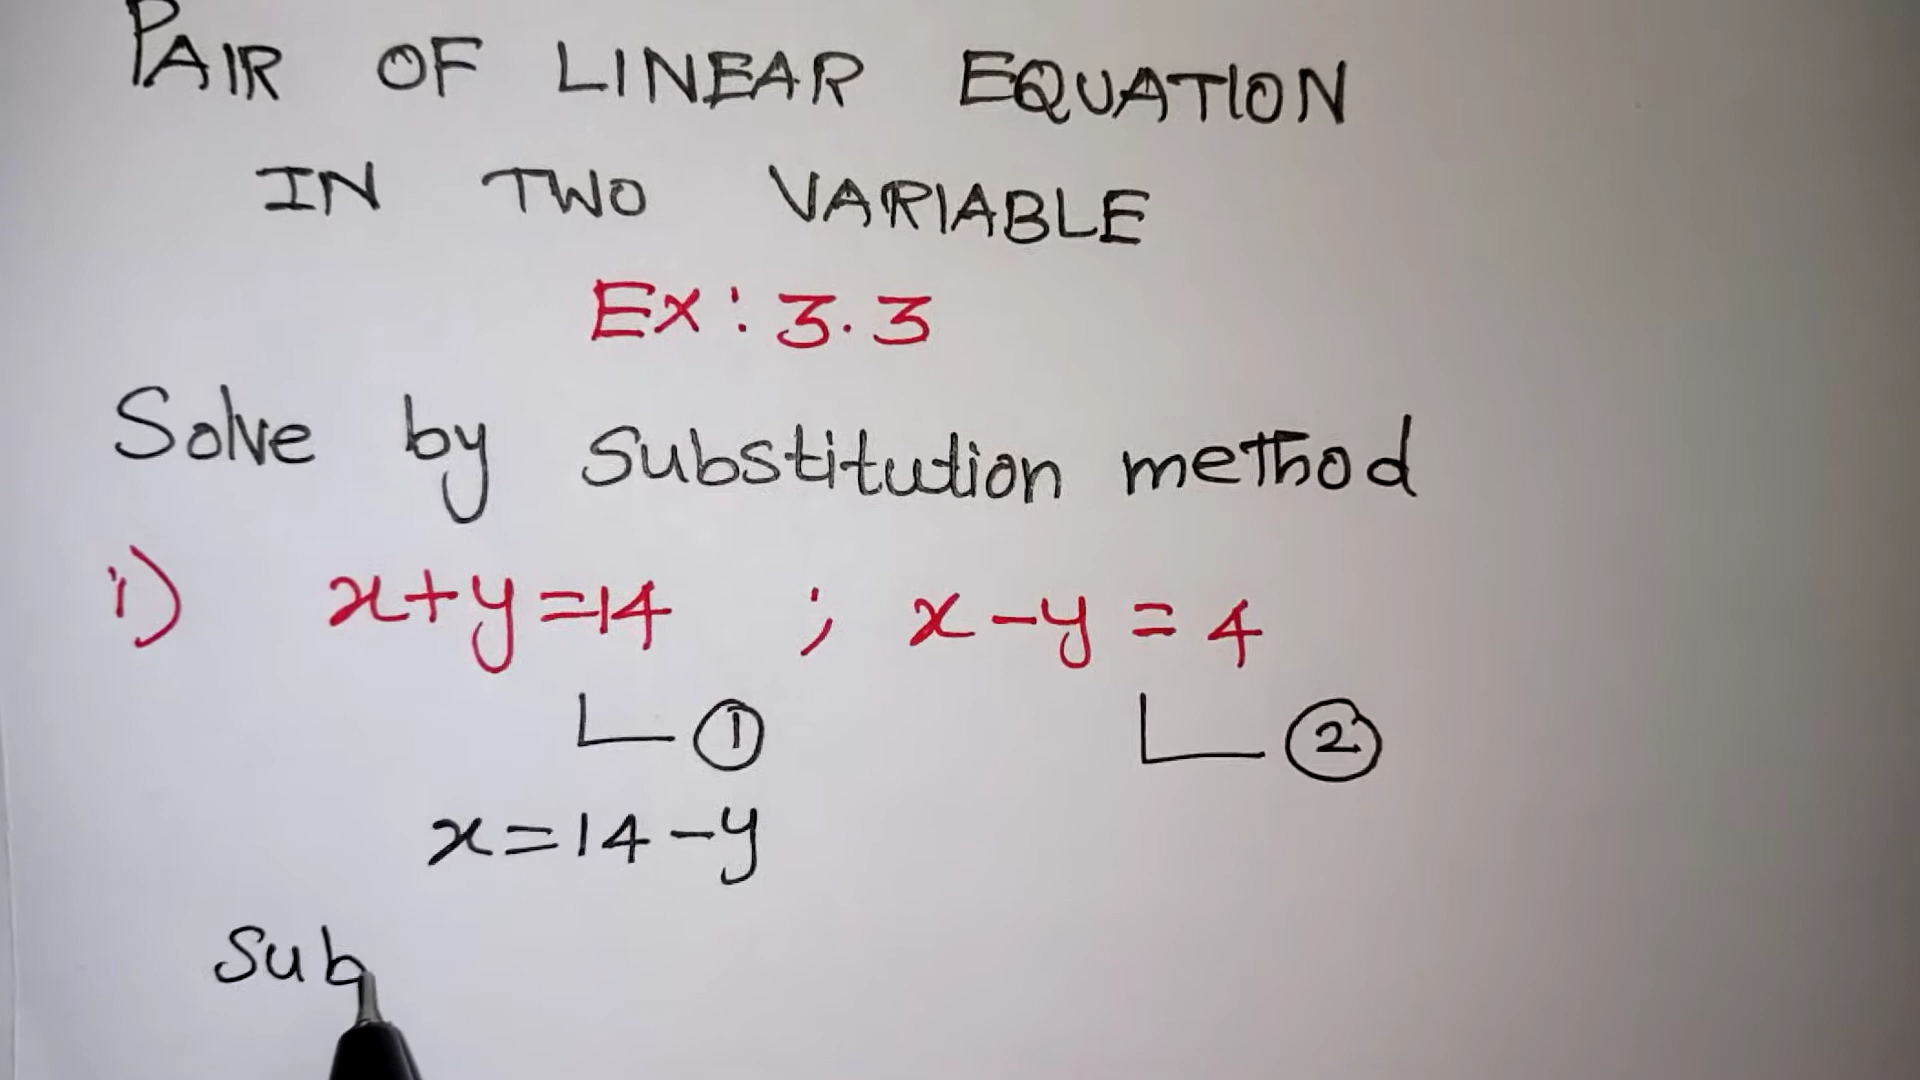 PAIR OF LINEAR EQUATION
IN TWO VARIABLE
Ex: 3.3
Solve by Substitution method
i) x+y=14 ; x-y=4
① ②
x=14-y
Sub